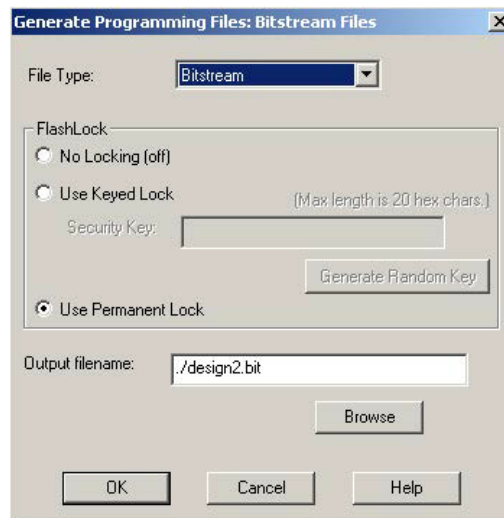 Generate Programming Files: Bitstream Files
File Type: Bitstream
FlashLock
No Locking (off)
Use Keyed Lock
(Max length is 20 hex chars.)
Security Key:
Generate Random Key
Use Permanent Lock
Output filename: ./design2.bit
Browse
OK Cancel Help